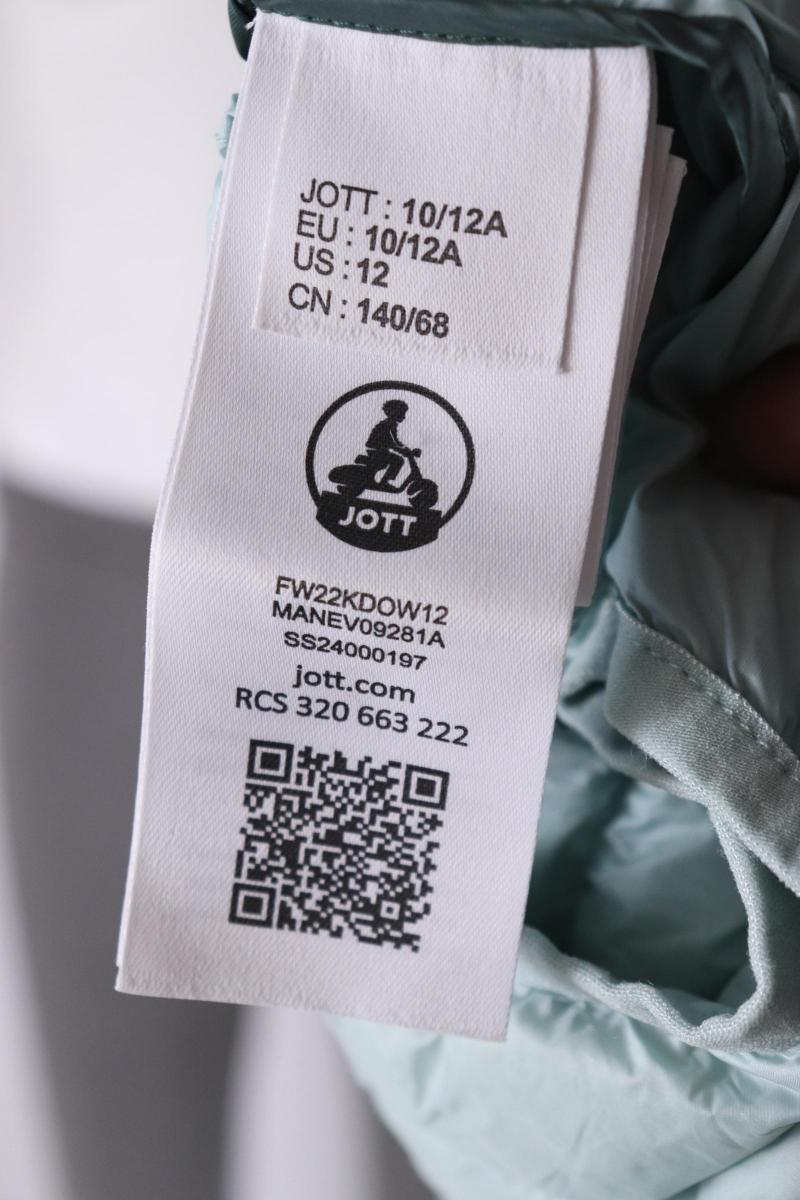 JOTT : 10/12A
EU : 10/12A
US : 12
CN : 140/68
JOTT
FW22KDOW12
MANEV09281A
SS24000197
jott.com
RCS 320 663 222